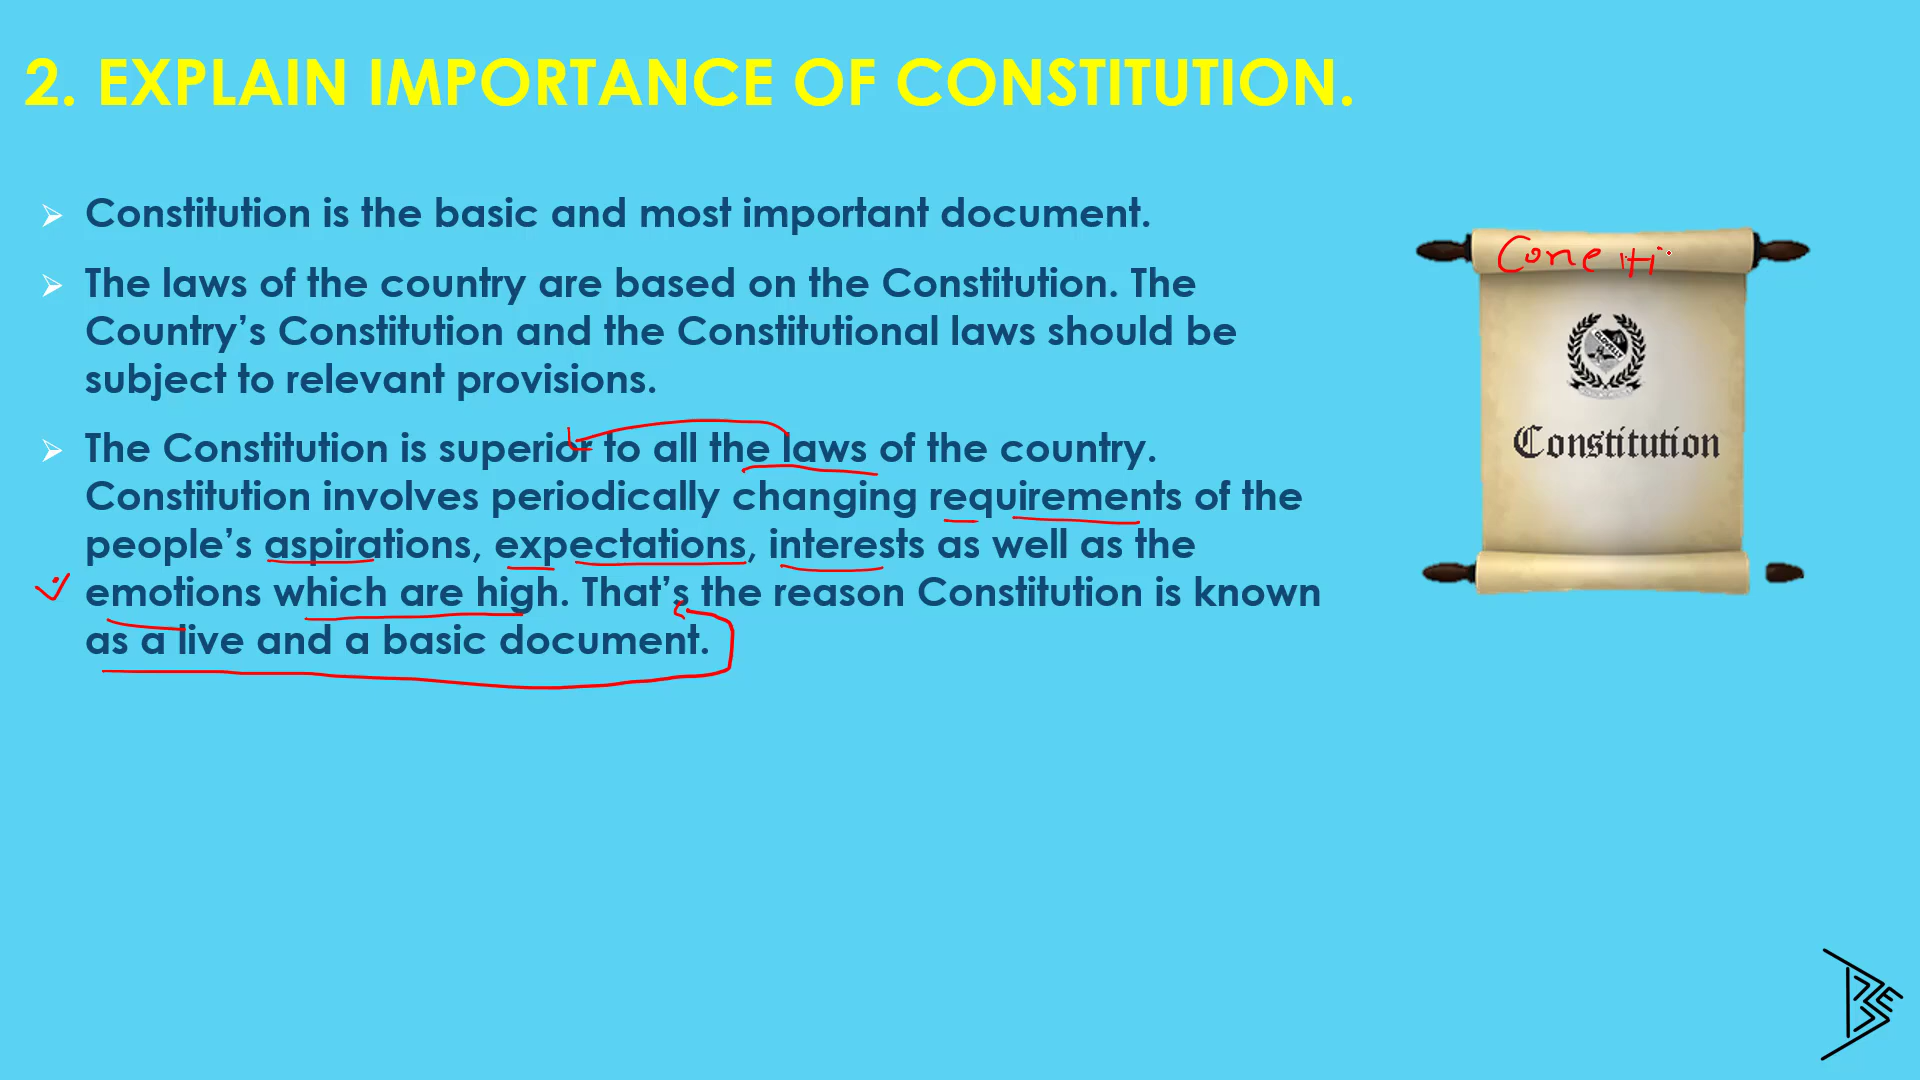 2. EXPLAIN IMPORTANCE OF CONSTITUTION.
Constitution is the basic and most important document.
The laws of the country are based on the Constitution. The
Country’s Constitution and the Constitutional laws should be
subject to relevant provisions.
The Constitution is superior to all the laws of the country.
Constitution involves periodically changing requirements of the
people’s aspirations, expectations, interests as well as the
emotions which are high. That’s the reason Constitution is known
as a live and a basic document.
CLOVELLY
Constitution